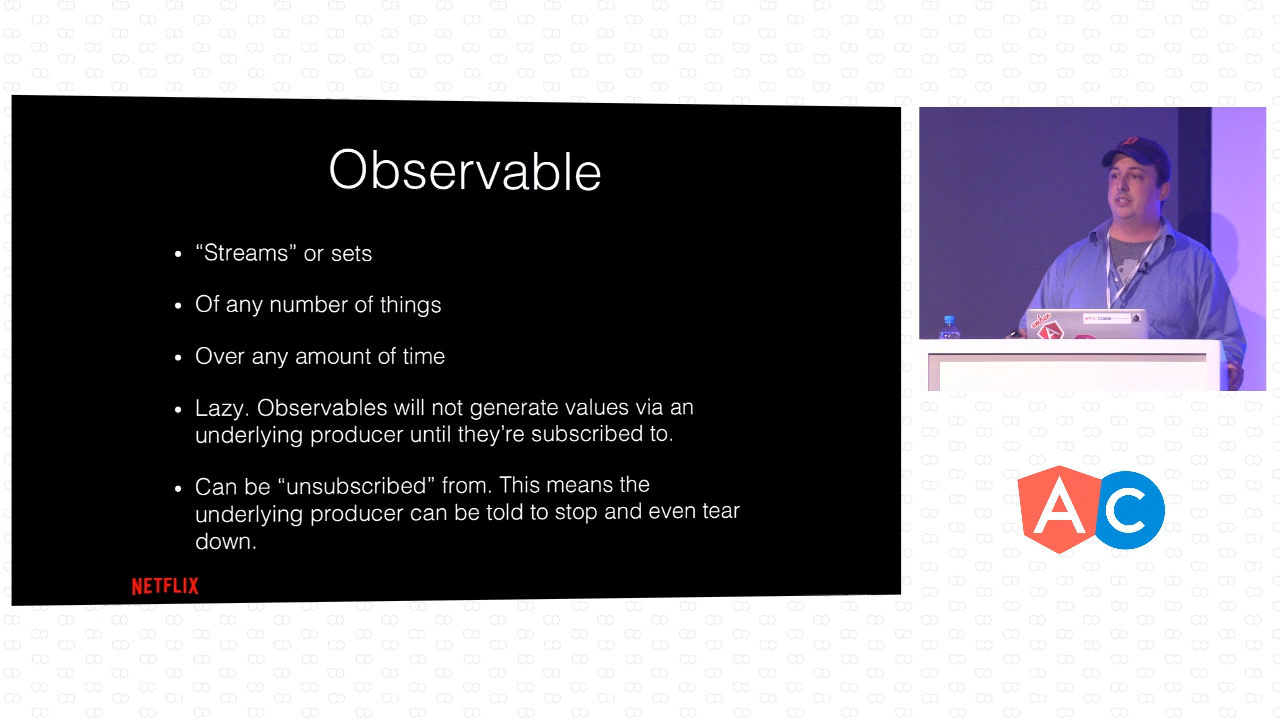 Observable
• “Streams” or sets
• Of any number of things
• Over any amount of time
• Lazy. Observables will not generate values via an
underlying producer until they’re subscribed to.
• Can be “unsubscribed” from. This means the
underlying producer can be told to stop and even tear
down.
NETFLIX
AC